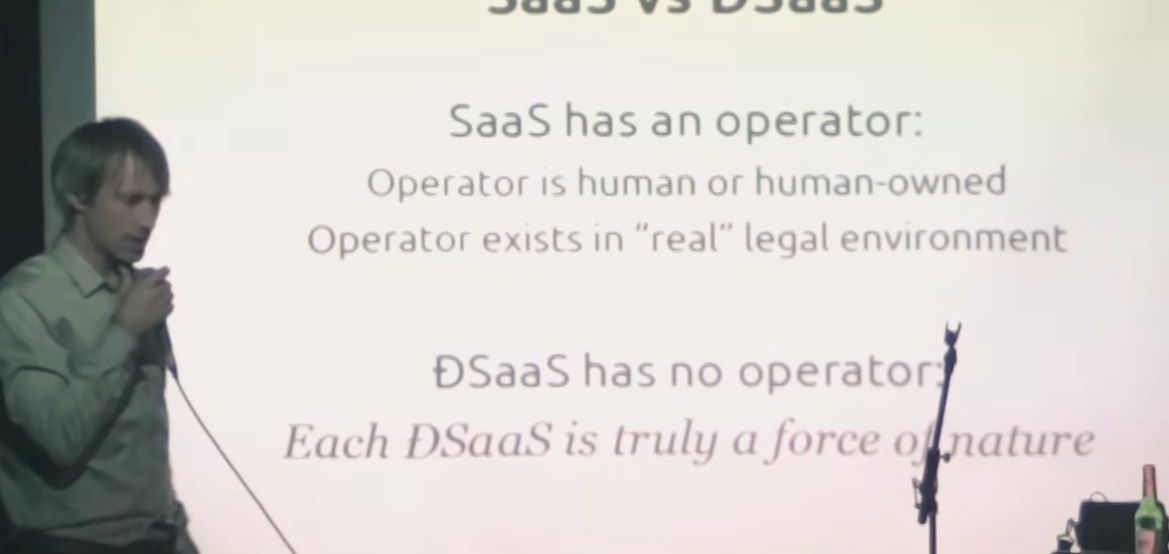 SaaS vs ĐSaaS
SaaS has an operator:
Operator is human or human-owned
Operator exists in “real” legal environment
ĐSaaS has no operator:
Each ĐSaaS is truly a force of nature